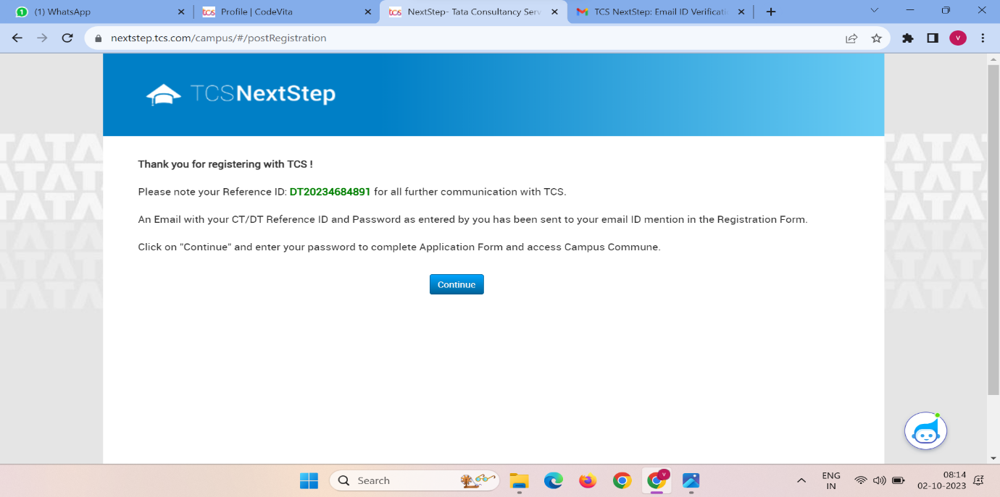 (1) WhatsApp
tcs Profile | CodeVita
tcs NextStep- Tata Consultancy Serv
TCS NextStep: Email ID Verificati
nextstep.tcs.com/campus/#/postRegistration
V
TCSNextStep
Thank you for registering with TCS !
Please note your Reference ID: DT20234684891 for all further communication with TCS.
An Email with your CT/DT Reference ID and Password as entered by you has been sent to your email ID mention in the Registration Form.
Click on "Continue" and enter your password to complete Application Form and access Campus Commune.
Continue
TATA
TATA
Search
ENG
IN
08:14
02-10-2023